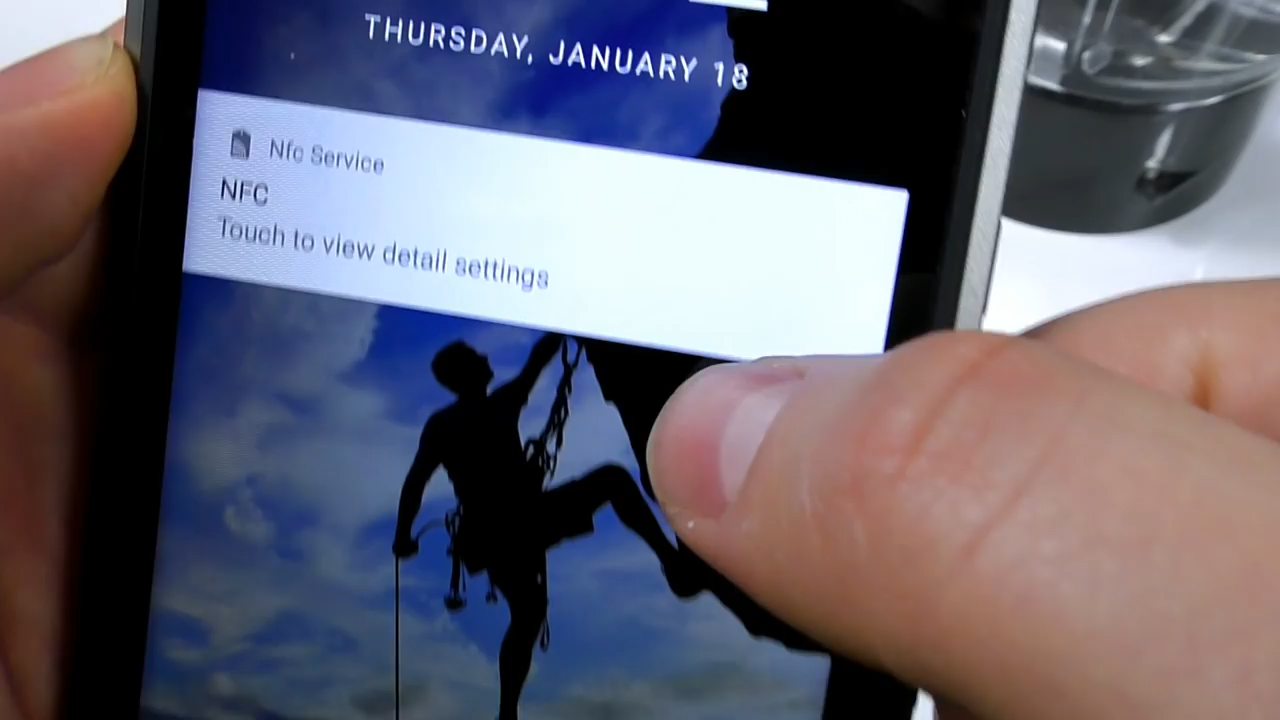 THURSDAY, JANUARY 18
Nfc Service
NFC
Touch to view detail settings